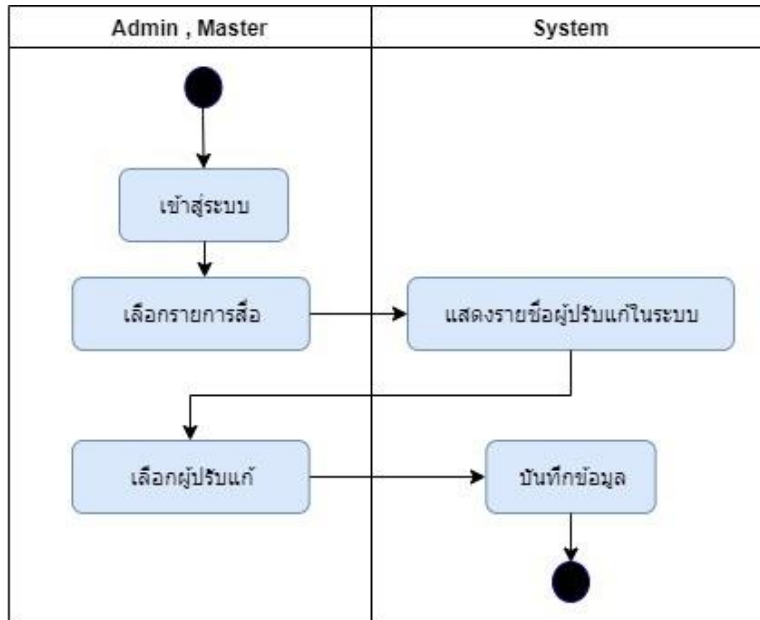 Admin , Master
System
เข้าสู่ระบบ
เลือกรายการสื่อ
แสดงรายชื่อผู้ปรับแก้ในระบบ
เลือกผู้ปรับแก้
บันทึกข้อมูล